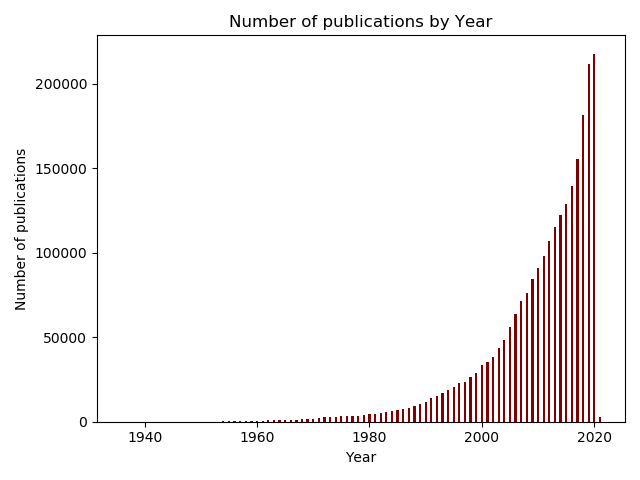 Number of publications by Year
200000
150000
100000
50000
0
Number of publications
1940 1960 1980 2000 2020
Year